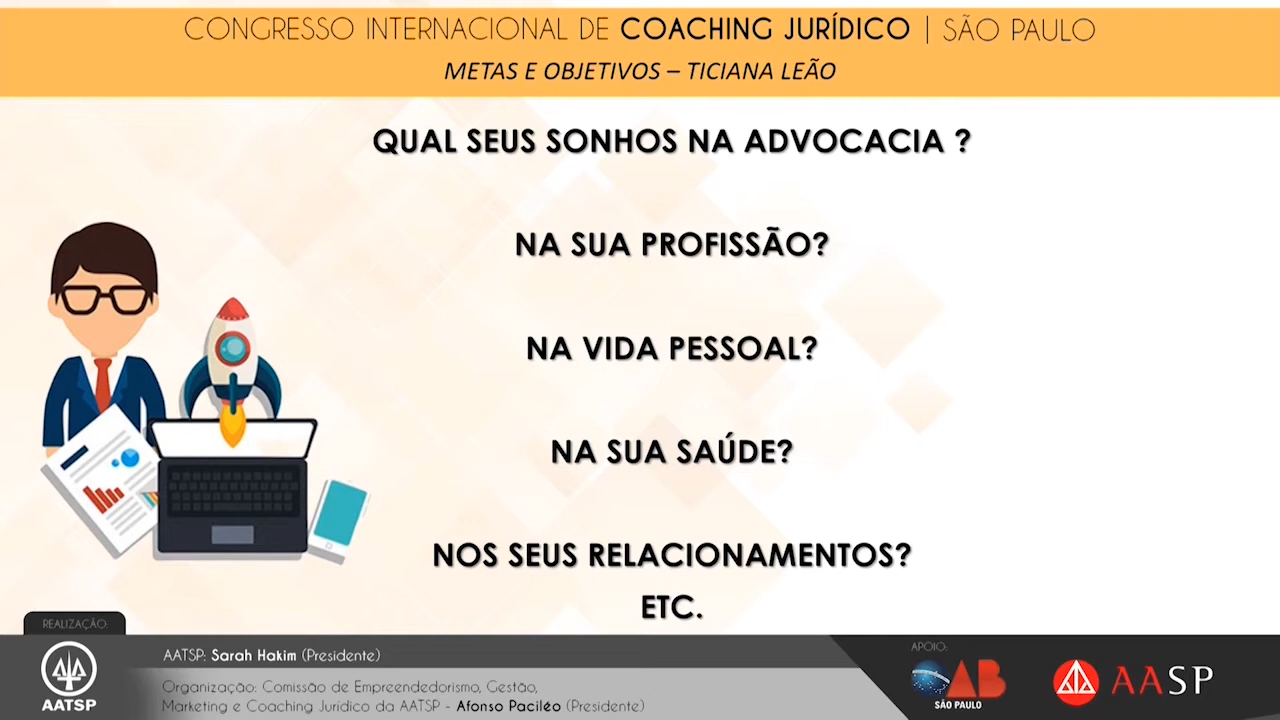 CONGRESSO INTERNACIONAL DE COACHING JURÍDICO | SÃO PAULO
METAS E OBJETIVOS – TICIANA LEÃO
QUAL SEUS SONHOS NA ADVOCACIA ?
NA SUA PROFISSÃO?
NA VIDA PESSOAL?
NA SUA SAÚDE?
NOS SEUS RELACIONAMENTOS?
ETC.
REALIZAÇÃO:
AATSP
AATSP: Sarah Hakim (Presidente)
Organização: Comissão de Empreendedorismo, Gestão,
Marketing e Coaching Jurídico da AATSP - Afonso Paciléo (Presidente)
APOIO:
OAB
SÃO PAULO
AASP